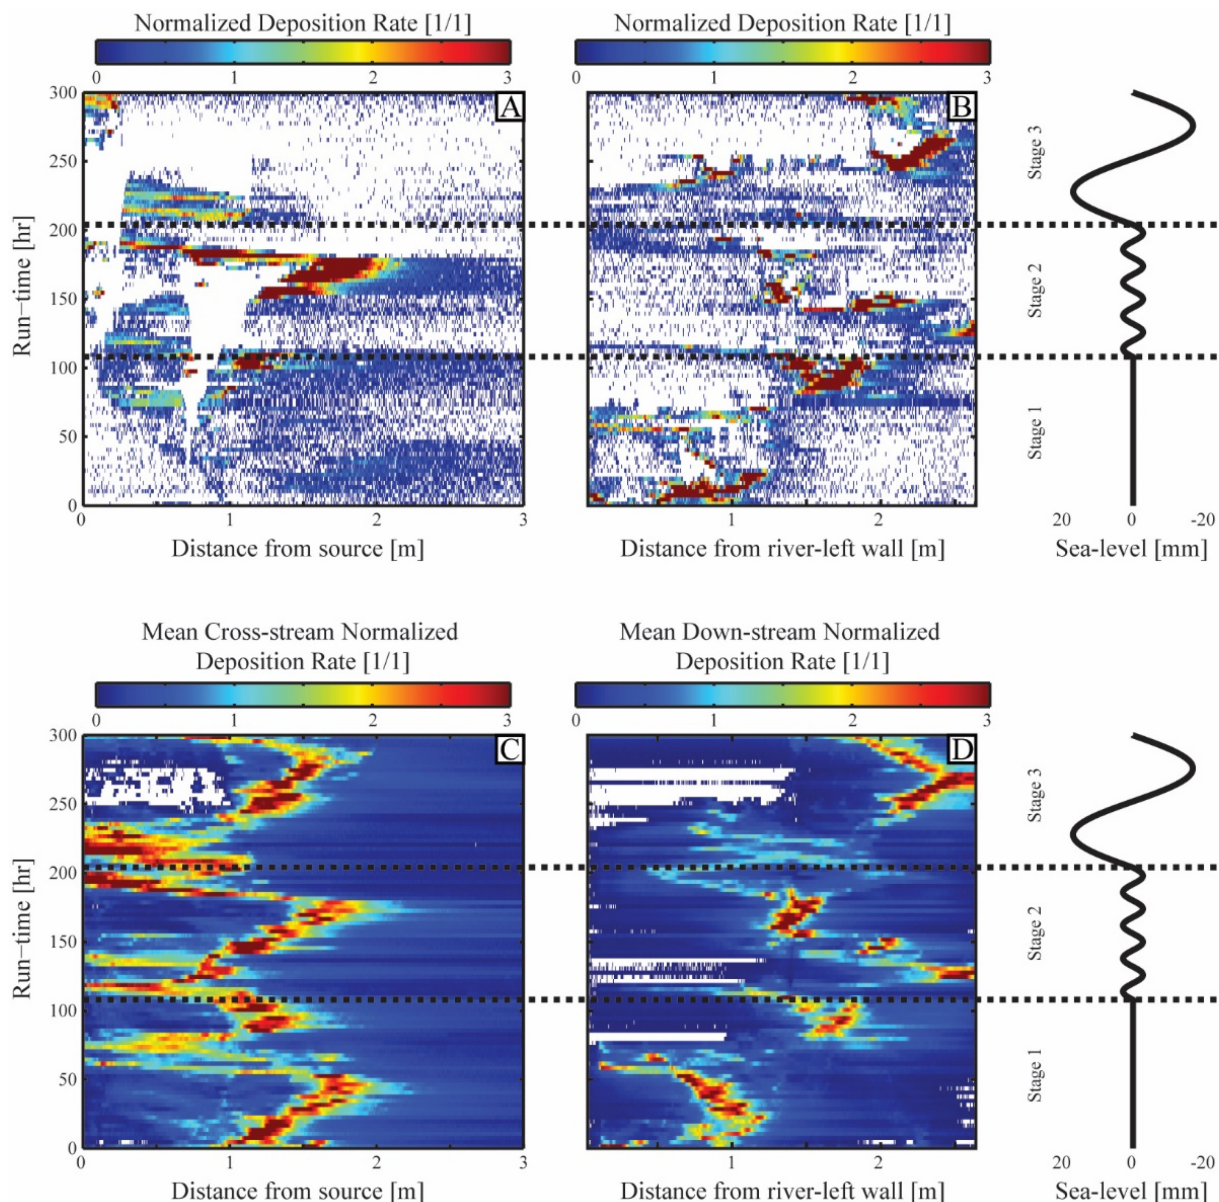 Normalized Deposition Rate [1/1]
Normalized Deposition Rate [1/1]
0 1 2 3
0 1 2 3
A
B
300
250
200
150
100
50
0
Run−time [hr]
0 1 2 3
1 2
Distance from source [m]
Distance from river-left wall [m]
Stage 3
Stage 2
Stage 1
20 0 -20
Sea-level [mm]
Mean Cross-stream Normalized
Deposition Rate [1/1]
Mean Down-stream Normalized
Deposition Rate [1/1]
0 1 2 3
0 1 2 3
C
D
300
250
200
150
100
50
0
Run−time [hr]
0 1 2 3
1 2
Distance from source [m]
Distance from river-left wall [m]
Stage 3
Stage 2
Stage 1
20 0 -20
Sea-level [mm]